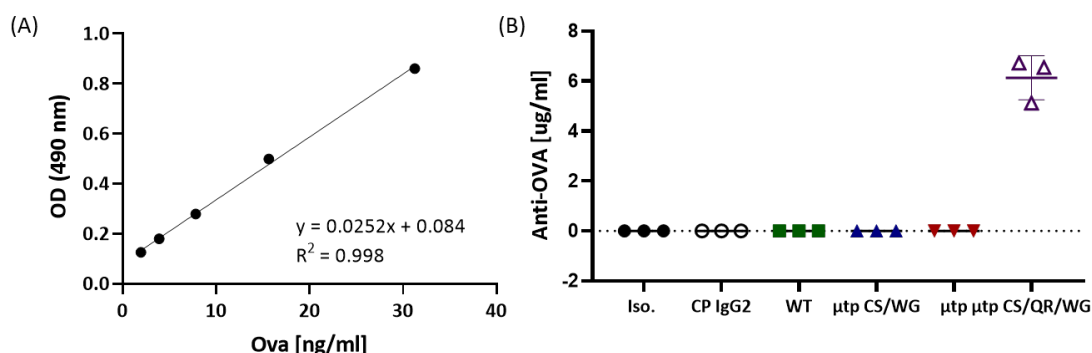 (A)
OD (490 nm)
1.0
0.8
0.6
0.4
0.2
0.0
y = 0.0252x + 0.084
R² = 0.998
0 10 20 30 40
Ova [ng/ml]
(B)
Anti-OVA [ug/ml]
8
6
4
2
0
-2
Iso. CP IgG2 WT µtp CS/WG µtp µtp CS/QR/WG